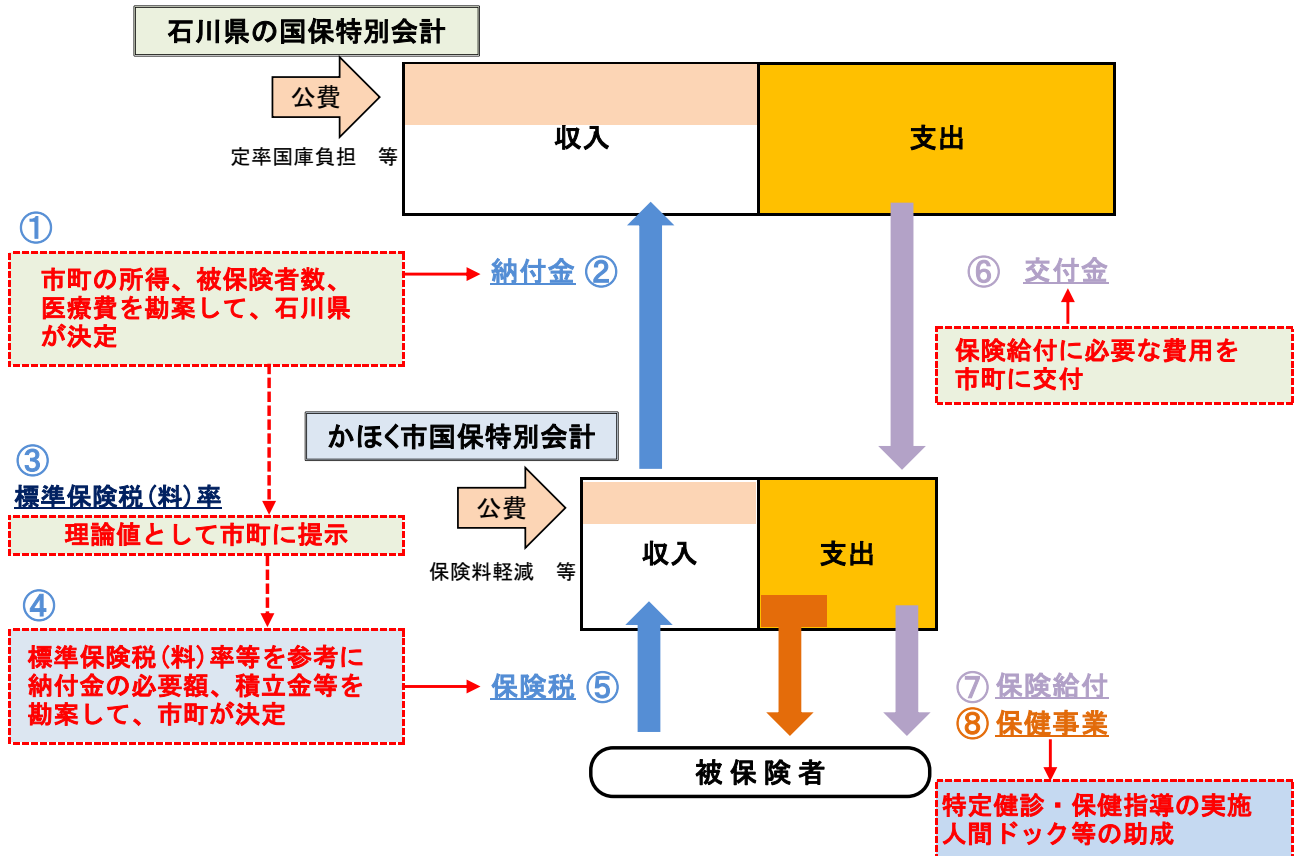 石川県の国保特別会計
公費
定率国庫負担　等
収入
支出
①
市町の所得、被保険者数、
医療費を勘案して、石川県
が決定
納付金 ②
⑥　交付金
保険給付に必要な費用を
市町に交付
かほく市国保特別会計
③
標準保険税(料)率
理論値として市町に提示
公費
保険料軽減　等
収入
支出
④
標準保険税(料)率等を参考に
納付金の必要額、積立金等を
勘案して、市町が決定
保険税 ⑤
⑦ 保険給付
⑧ 保健事業
被保険者
特定健診・保健指導の実施
人間ドック等の助成